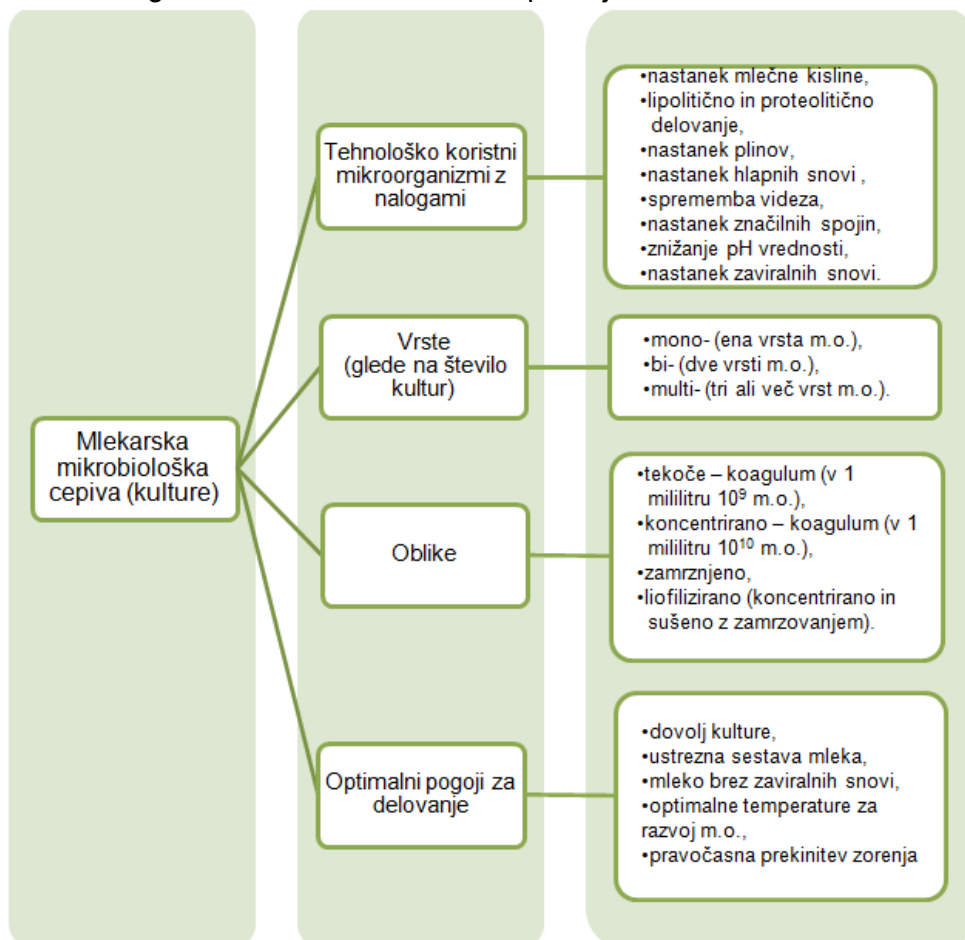 Mlekarska
mikrobiološka
cepiva (kulture)
Tehnološko koristni
mikroorganizmi z
nalogami
•nastanek mlečne kisline,
•lipolitično in proteolitično
delovanje,
•nastanek plinov,
•nastanek hlapnih snovi ,
•sprememba videza,
•nastanek značilnih spojin,
•znižanje pH vrednosti,
•nastanek zaviralnih snovi.
Vrste
(glede na število
kultur)
•mono- (ena vrsta m.o.),
•bi- (dve vrsti m.o.),
•multi- (tri ali več vrst m.o.).
Oblike
•tekoče – koagulum (v 1
mililitru 10⁹ m.o.),
•koncentrirano – koagulum (v 1
mililitru 10¹⁰ m.o.),
•zamrznjeno,
•liofilizirano (koncentrirano in
sušeno z zamrzovanjem).
Optimalni pogoji za
delovanje
•dovolj kulture,
•ustrezna sestava mleka,
•mleko brez zaviralnih snovi,
•optimalne temperature za
razvoj m.o.,
•pravočasna prekinitev zorenja